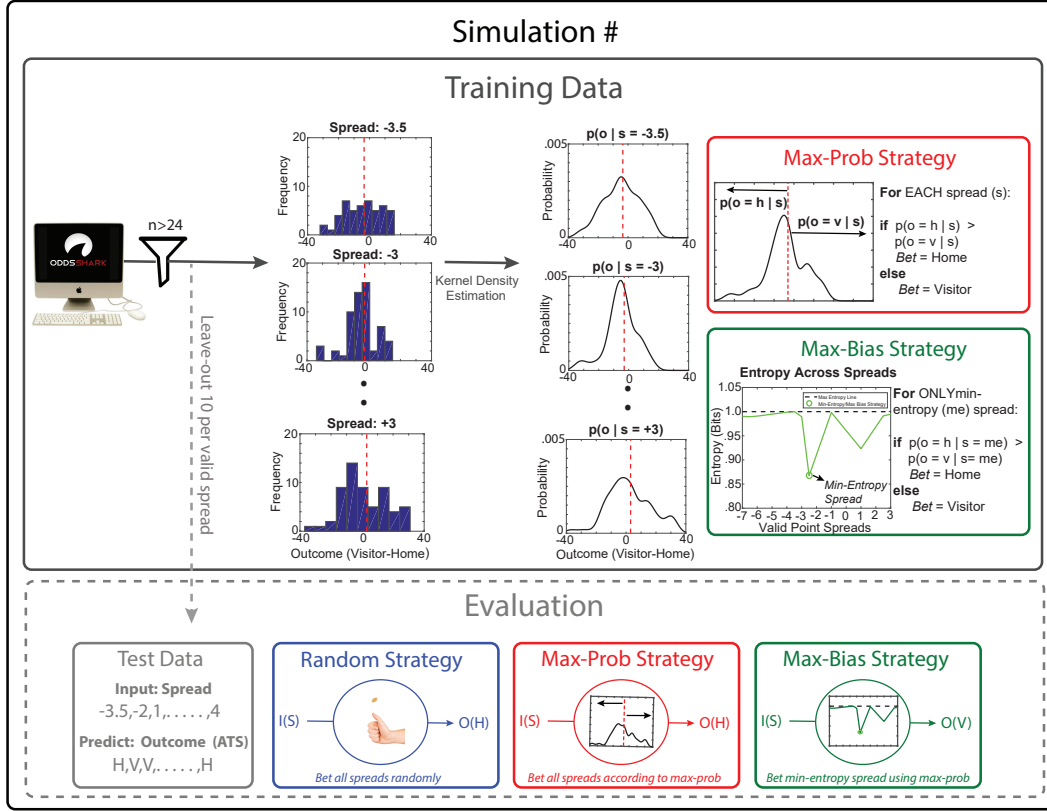 Simulation #
Training Data
ODDSSHARK
n>24
Leave-out 10 per valid spread
Spread: -3.5
20
10
0
-40
0
40
Frequency
Spread: -3
20
10
0
-40
0
40
Frequency
Spread: +3
20
10
0
-40
0
40
Frequency
Outcome (Visitor-Home)
Kernel Density
Estimation
p(o | s = -3.5)
.005
0
-40
0
40
Probability
p(o | s = -3)
.005
0
-40
0
40
Probability
p(o | s = +3)
.005
0
-40
0
40
Probability
Outcome (Visitor-Home)
Max-Prob Strategy
p(o = h | s)
p(o = v | s)
For EACH spread (s):
if p(o = h | s) >
p(o = v | s)
Bet = Home
else
Bet = Visitor
Max-Bias Strategy
Entropy Across Spreads
1.05
1.0
.95
.90
.85
.80
Entropy (Bits)
Max Entropy Line
Min-Entropy/Max Bias Strategy
Min-Entropy
Spread
-7 -6 -5 -4 -3 -2 -1 0 1 2 3
Valid Point Spreads
For ONLYmin-
entropy (me) spread:
if p(o = h | s = me) >
p(o = v | s= me)
Bet = Home
else
Bet = Visitor
Evaluation
Test Data
Input: Spread
-3.5,-2,1,. . . . . ,4
Predict: Outcome (ATS)
H,V,V,. . . . . ,H
Random Strategy
I(S)
O(H)
Bet all spreads randomly
Max-Prob Strategy
I(S)
O(H)
Bet all spreads according to max-prob
Max-Bias Strategy
I(S)
O(V)
Bet min-entropy spread using max-prob